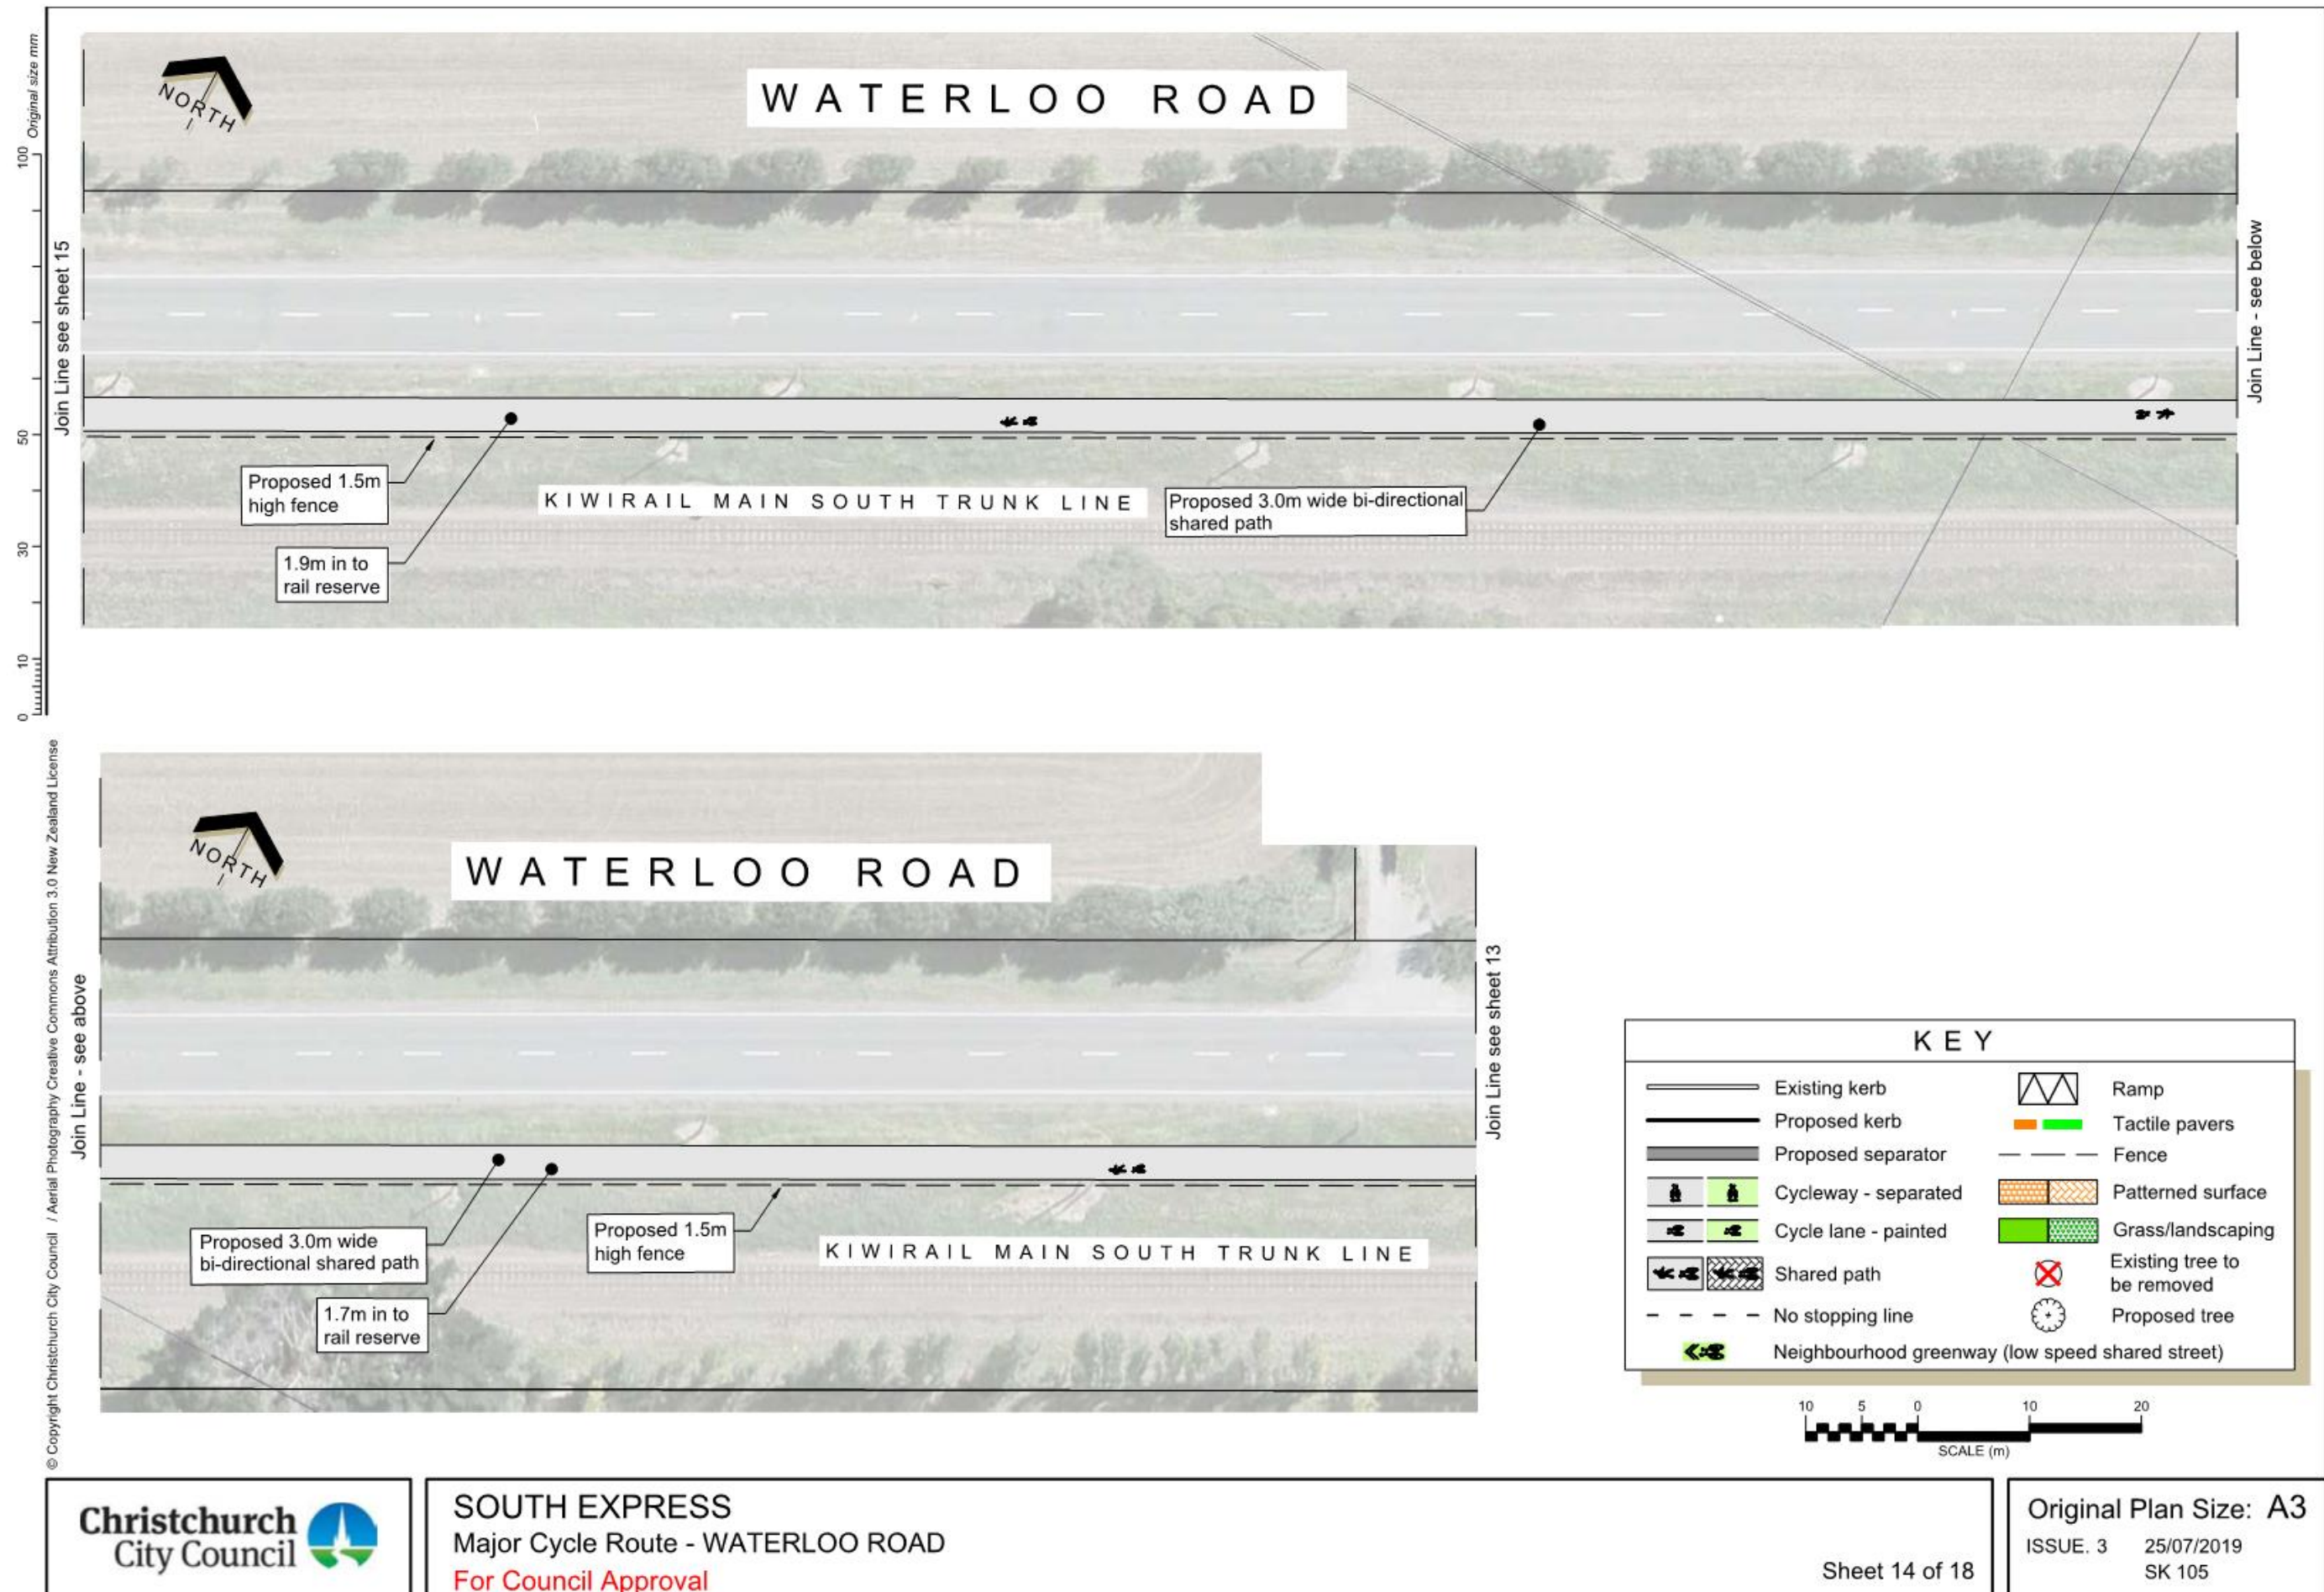 Original size mm
100
50
30
10
0
NORTH
WATERLOO ROAD
Join Line see sheet 15
Join Line - see below
Proposed 1.5m
high fence
KIWIRAIL MAIN SOUTH TRUNK LINE
Proposed 3.0m wide bi-directional
shared path
1.9m in to
rail reserve
© Copyright Christchurch City Council / Aerial Photography Creative Commons Attribution 3.0 New Zealand License
NORTH
WATERLOO ROAD
Join Line - see above
Join Line see sheet 13
Proposed 3.0m wide
bi-directional shared path
Proposed 1.5m
high fence
KIWIRAIL MAIN SOUTH TRUNK LINE
1.7m in to
rail reserve
KEY
Existing kerb
Proposed kerb
Proposed separator
Cycleway - separated
Cycle lane - painted
Shared path
No stopping line
Neighbourhood greenway (low speed shared street)
Ramp
Tactile pavers
Fence
Patterned surface
Grass/landscaping
Existing tree to
be removed
Proposed tree
10 5 0 10 20
SCALE (m)
Christchurch
City Council
SOUTH EXPRESS
Major Cycle Route - WATERLOO ROAD
For Council Approval
Sheet 14 of 18
Original Plan Size: A3
ISSUE. 3 25/07/2019
SK 105